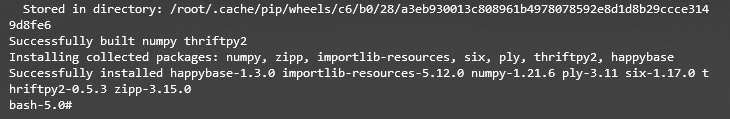 Stored in directory: /root/.cache/pip/wheels/c6/b0/28/a3eb930013c808961b4978078592e8d1d8b29ccce314
9d8fe6
Successfully built numpy thriftpy2
Installing collected packages: numpy, zipp, importlib-resources, six, ply, thriftpy2, happybase
Successfully installed happybase-1.3.0 importlib-resources-5.12.0 numpy-1.21.6 ply-3.11 six-1.17.0 t
hriftpy2-0.5.3 zipp-3.15.0
bash-5.0#